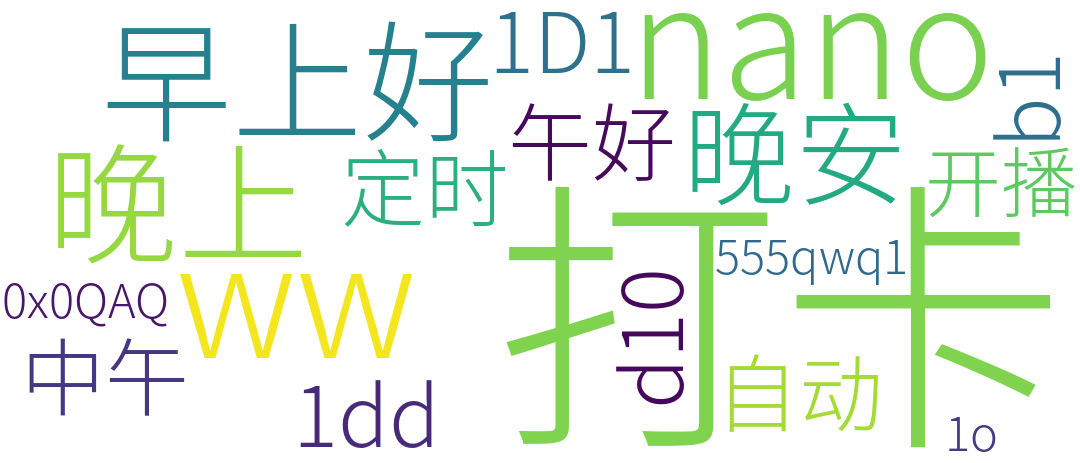 早上好
1D1
nano
b1
午好
晚安
开播
晚上
定时
打卡
555qwq1
0x0QAQ
ww
d10
中午
1dd
自动
1o